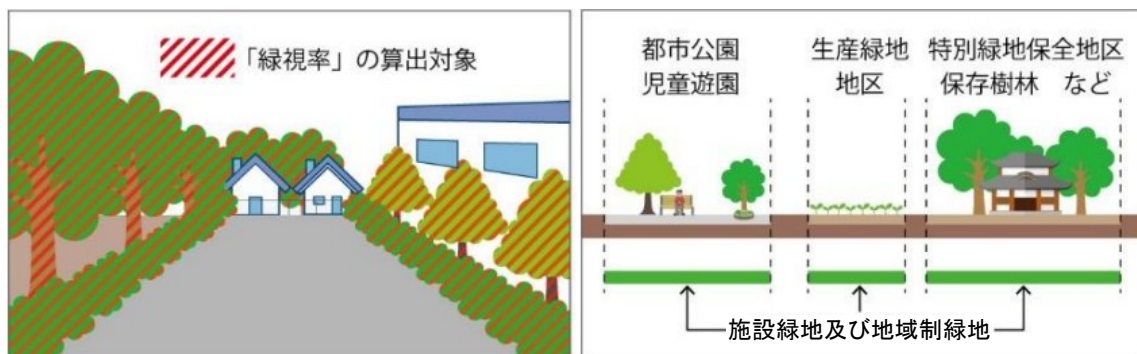 「緑視率」の算出対象
都市公園
児童遊園
生産緑地
地区
特別緑地保全地区
保存樹林　など
施設緑地及び地域制緑地